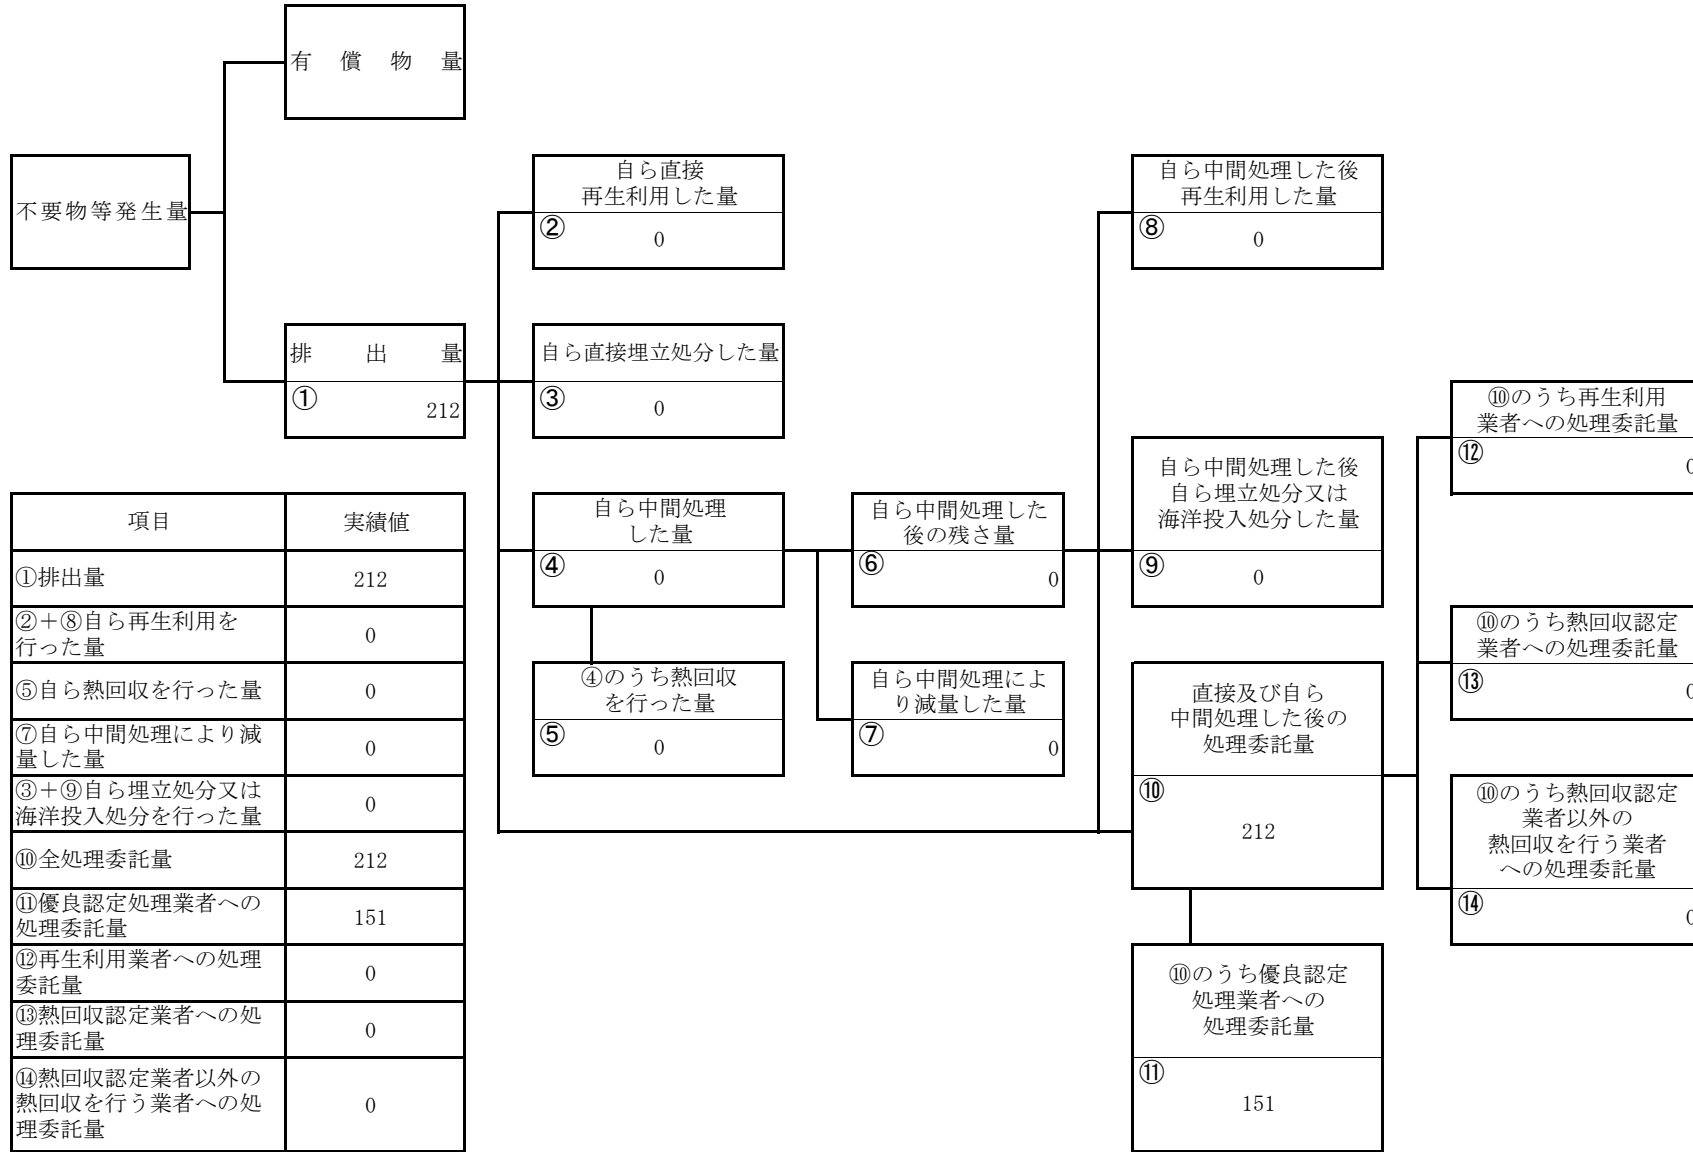 有償物量
不要物等発生量
排出量
①
212
自ら直接
再生利用した量
②
0
自ら直接埋立処分した量
③
0
自ら中間処理
した量
④
0
④のうち熱回収
を行った量
⑤
0
自ら中間処理した
後の残さ量
⑥
0
自ら中間処理によ
り減量した量
⑦
0
自ら中間処理した後
再生利用した量
⑧
0
自ら中間処理した後
自ら埋立処分又は
海洋投入処分した量
⑨
0
直接及び自ら
中間処理した後の
処理委託量
⑩
212
⑩のうち優良認定
処理業者への
処理委託量
⑪
151
⑩のうち再生利用
業者への処理委託量
⑫
0
⑩のうち熱回収認定
業者への処理委託量
⑬
0
⑩のうち熱回収認定
業者以外の
熱回収を行う業者
への処理委託量
⑭
0
項目 実績値
①排出量 212
②＋⑧自ら再生利用を
行った量 0
⑤自ら熱回収を行った量 0
⑦自ら中間処理により減
量した量 0
③＋⑨自ら埋立処分又は
海洋投入処分を行った量 0
⑩全処理委託量 212
⑪優良認定処理業者への
処理委託量 151
⑫再生利用業者への処理
委託量 0
⑬熱回収認定業者への処
理委託量 0
⑭熱回収認定業者以外の
熱回収を行う業者への処
理委託量 0